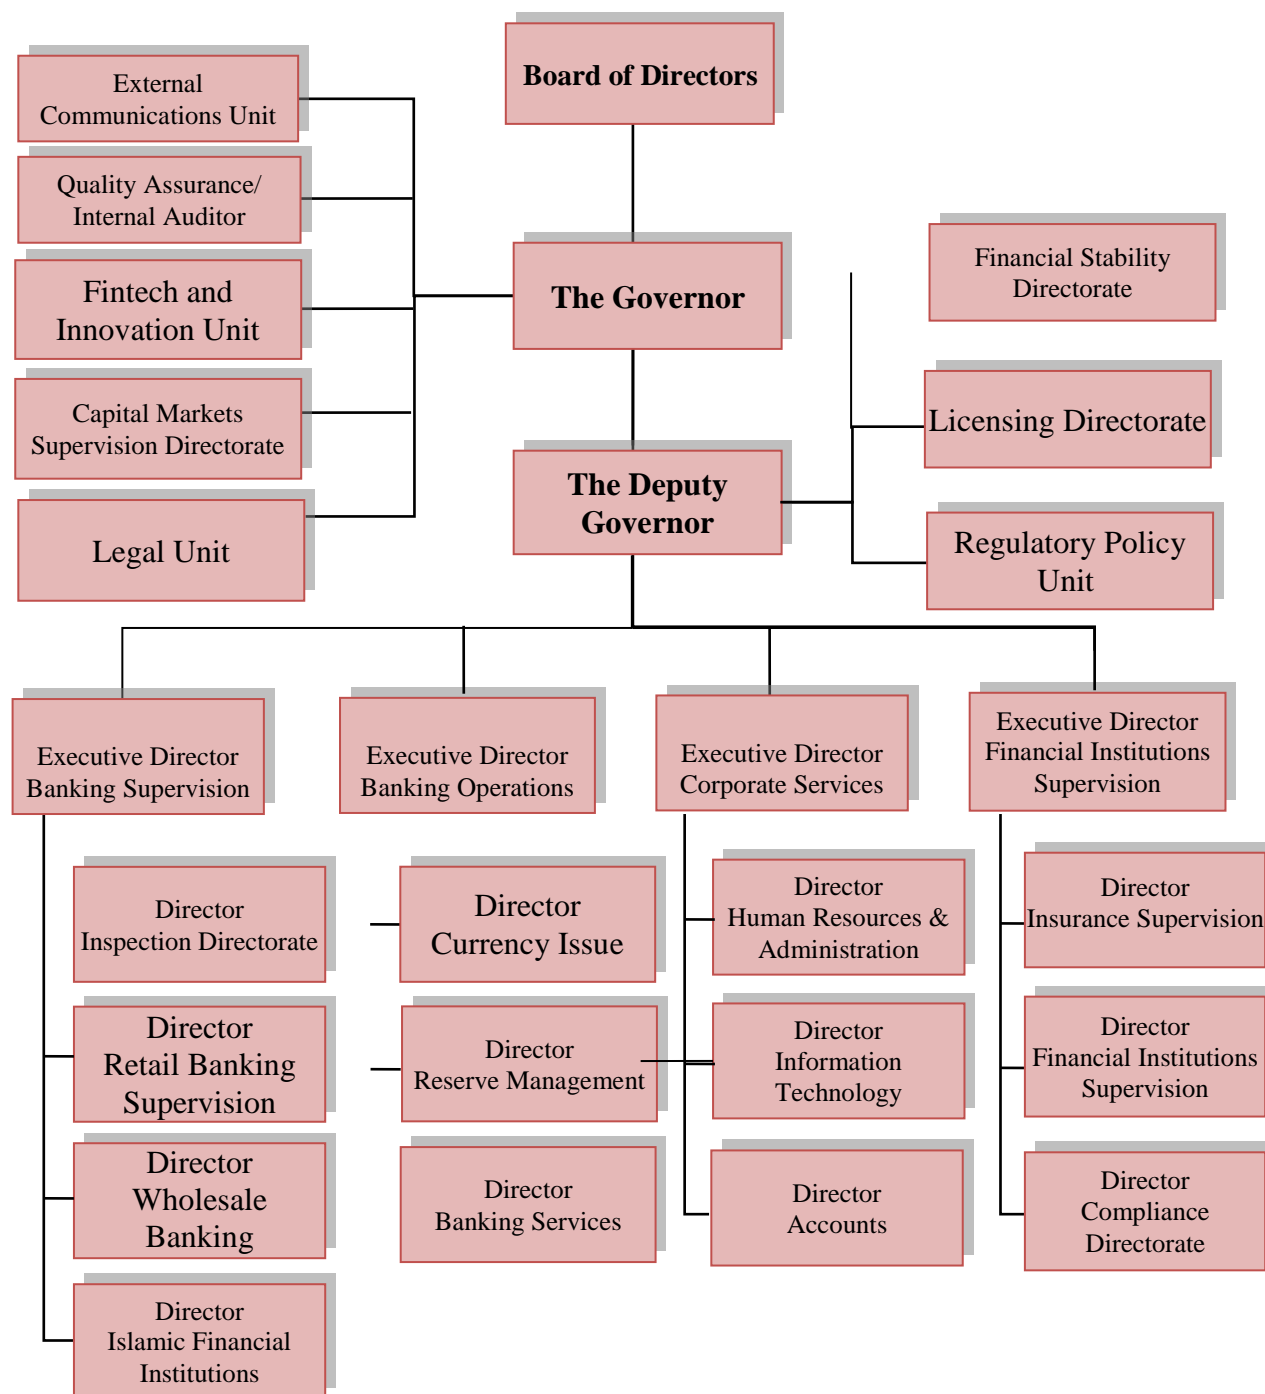 Board of Directors
External
Communications Unit
Quality Assurance/
Internal Auditor
Fintech and
Innovation Unit
Capital Markets
Supervision Directorate
Legal Unit
The Governor
Financial Stability
Directorate
Licensing Directorate
The Deputy
Governor
Regulatory Policy
Unit
Executive Director
Banking Supervision
Executive Director
Banking Operations
Executive Director
Corporate Services
Executive Director
Financial Institutions
Supervision
Director
Inspection Directorate
Director
Retail Banking
Supervision
Director
Wholesale
Banking
Director
Islamic Financial
Institutions
Director
Currency Issue
Director
Reserve Management
Director
Banking Services
Director
Human Resources &
Administration
Director
Information
Technology
Director
Accounts
Director
Insurance Supervision
Director
Financial Institutions
Supervision
Director
Compliance
Directorate